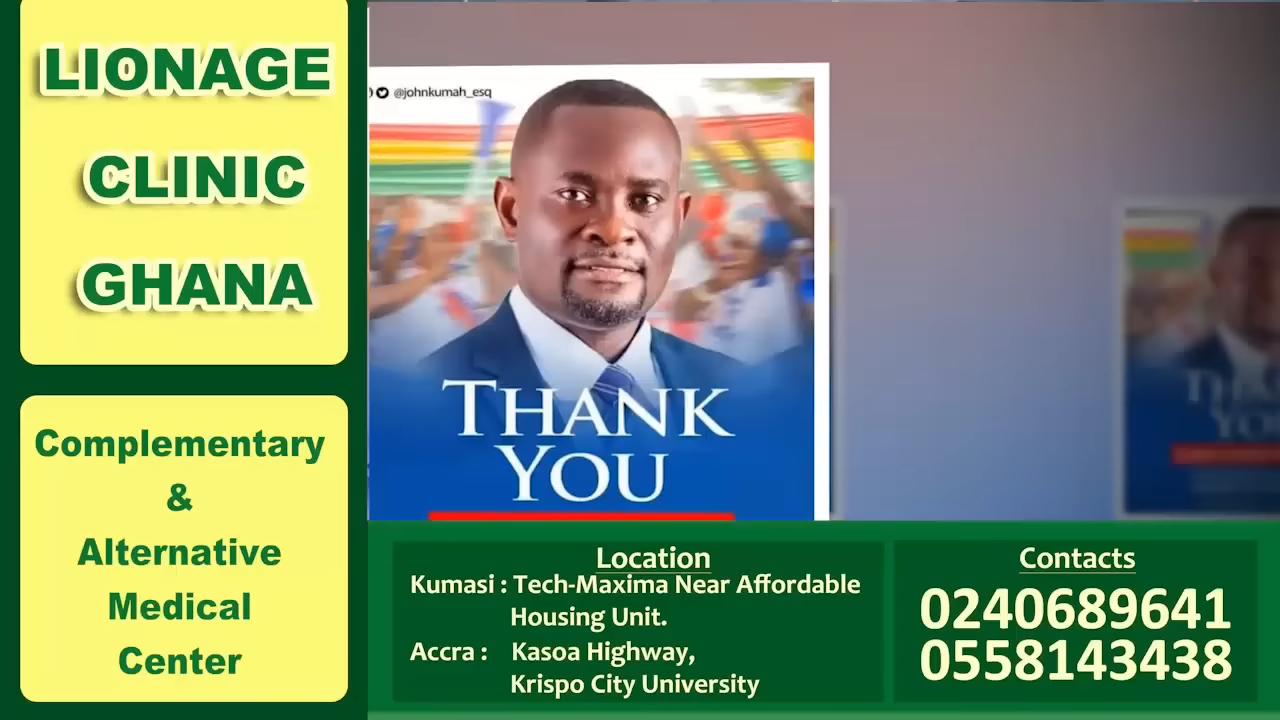 LIONAGE
CLINIC
GHANA
Complementary
&
Alternative
Medical
Center
@johnkumah_esq
THANK
YOU
Location
Kumasi : Tech-Maxima Near Affordable
Housing Unit.
Accra : Kasoa Highway,
Krispo City University
Contacts
0240689641
0558143438